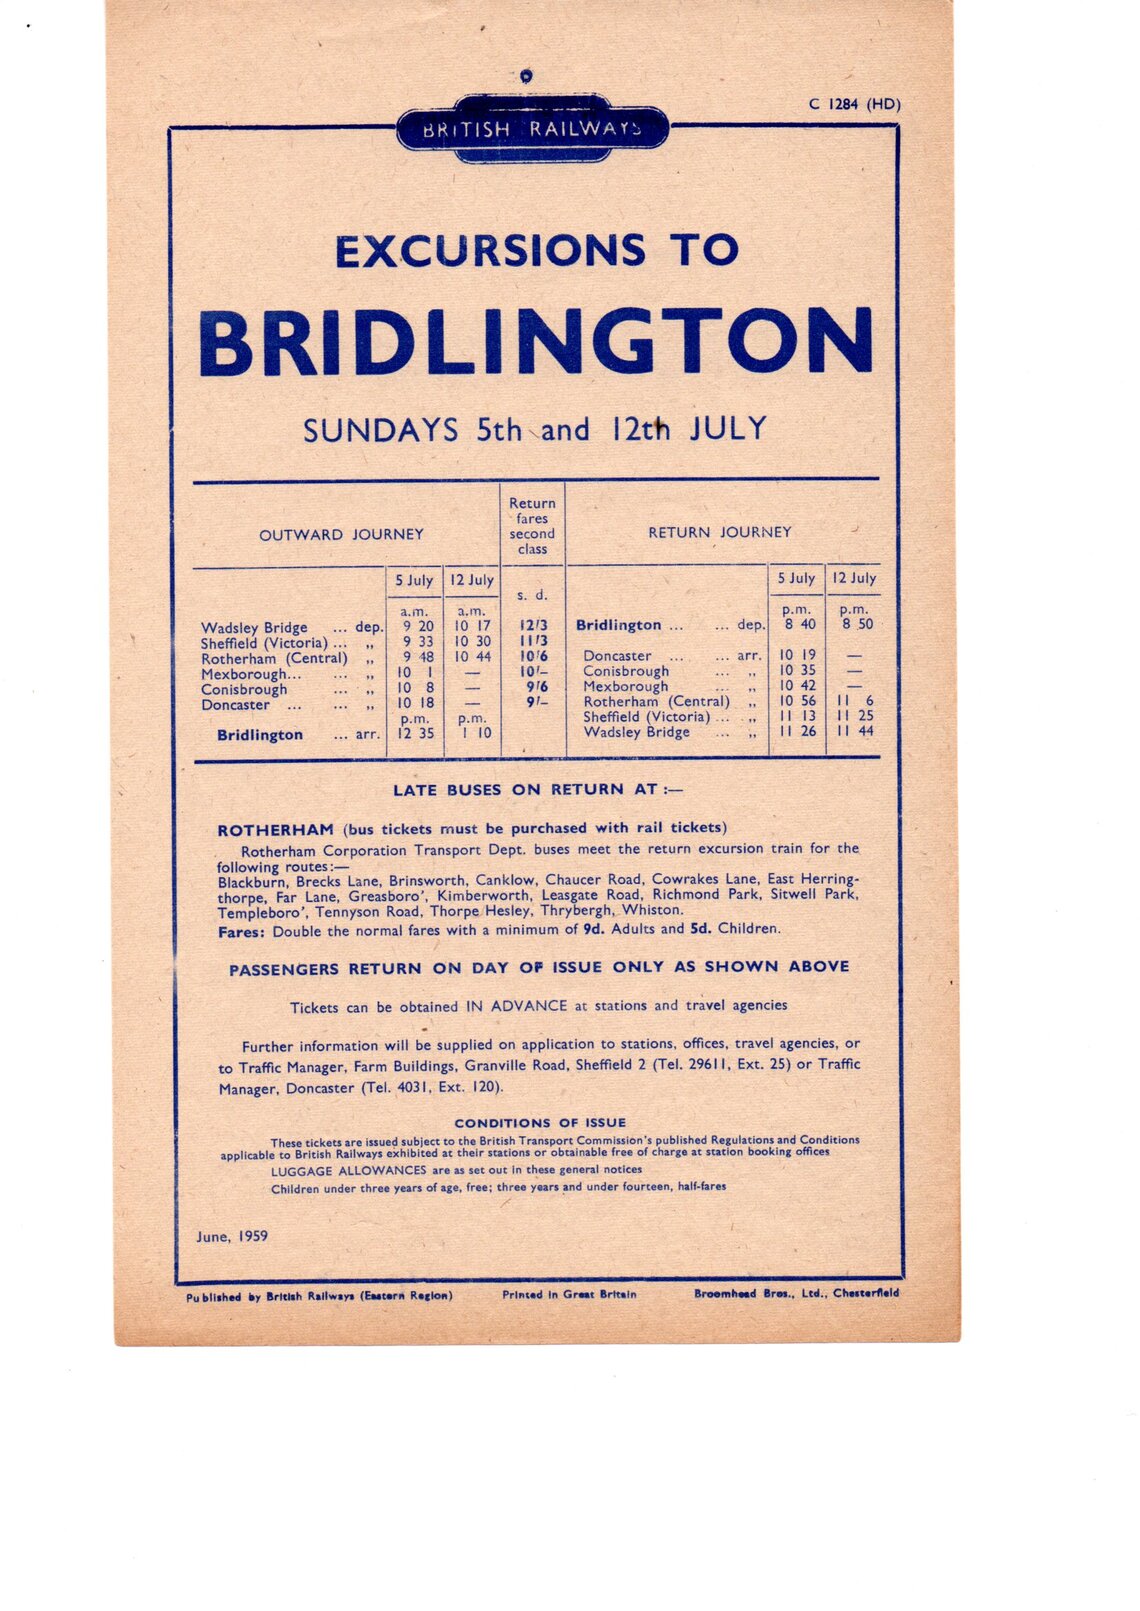 C 1284 (HD)
BRITISH RAILWAYS
EXCURSIONS TO
BRIDLINGTON
SUNDAYS 5th and 12th JULY
OUTWARD JOURNEY
Return
fares
second
class
RETURN JOURNEY
5 July 12 July s. d. 5 July 12 July
a.m. a.m. p.m. p.m.
Wadsley Bridge ... dep. 9 20 10 17 12/3 Bridlington ... ... dep. 8 40 8 50
Sheffield (Victoria) ... „ 9 33 10 30 11/3
Rotherham (Central) „ 9 48 10 44 10/6 Doncaster ... ... arr. 10 19 —
Mexborough... ... „ 10 1 — 10/– Conisbrough ... „ 10 35 —
Conisbrough ... „ 10 8 — 9/6 Mexborough ... „ 10 42 —
Doncaster ... ... „ 10 18 — 9/– Rotherham (Central) „ 10 56 11 6
p.m. p.m. Sheffield (Victoria) ... „ 11 13 11 25
Bridlington ... arr. 12 35 1 10 Wadsley Bridge ... „ 11 26 11 44
LATE BUSES ON RETURN AT :—
ROTHERHAM (bus tickets must be purchased with rail tickets)
Rotherham Corporation Transport Dept. buses meet the return excursion train for the
following routes:—
Blackburn, Brecks Lane, Brinsworth, Canklow, Chaucer Road, Cowrakes Lane, East Herring-
thorpe, Far Lane, Greasboro', Kimberworth, Leasgate Road, Richmond Park, Sitwell Park,
Templeboro', Tennyson Road, Thorpe Hesley, Thrybergh, Whiston.
Fares: Double the normal fares with a minimum of 9d. Adults and 5d. Children.
PASSENGERS RETURN ON DAY OF ISSUE ONLY AS SHOWN ABOVE
Tickets can be obtained IN ADVANCE at stations and travel agencies
Further information will be supplied on application to stations, offices, travel agencies, or
to Traffic Manager, Farm Buildings, Granville Road, Sheffield 2 (Tel. 29611, Ext. 25) or Traffic
Manager, Doncaster (Tel. 4031, Ext. 120).
CONDITIONS OF ISSUE
These tickets are issued subject to the British Transport Commission's published Regulations and Conditions
applicable to British Railways exhibited at their stations or obtainable free of charge at station booking offices
LUGGAGE ALLOWANCES are as set out in these general notices
Children under three years of age, free; three years and under fourteen, half-fares
June, 1959
Published by British Railways (Eastern Region) Printed in Great Britain Broomhead Bros., Ltd., Chesterfield